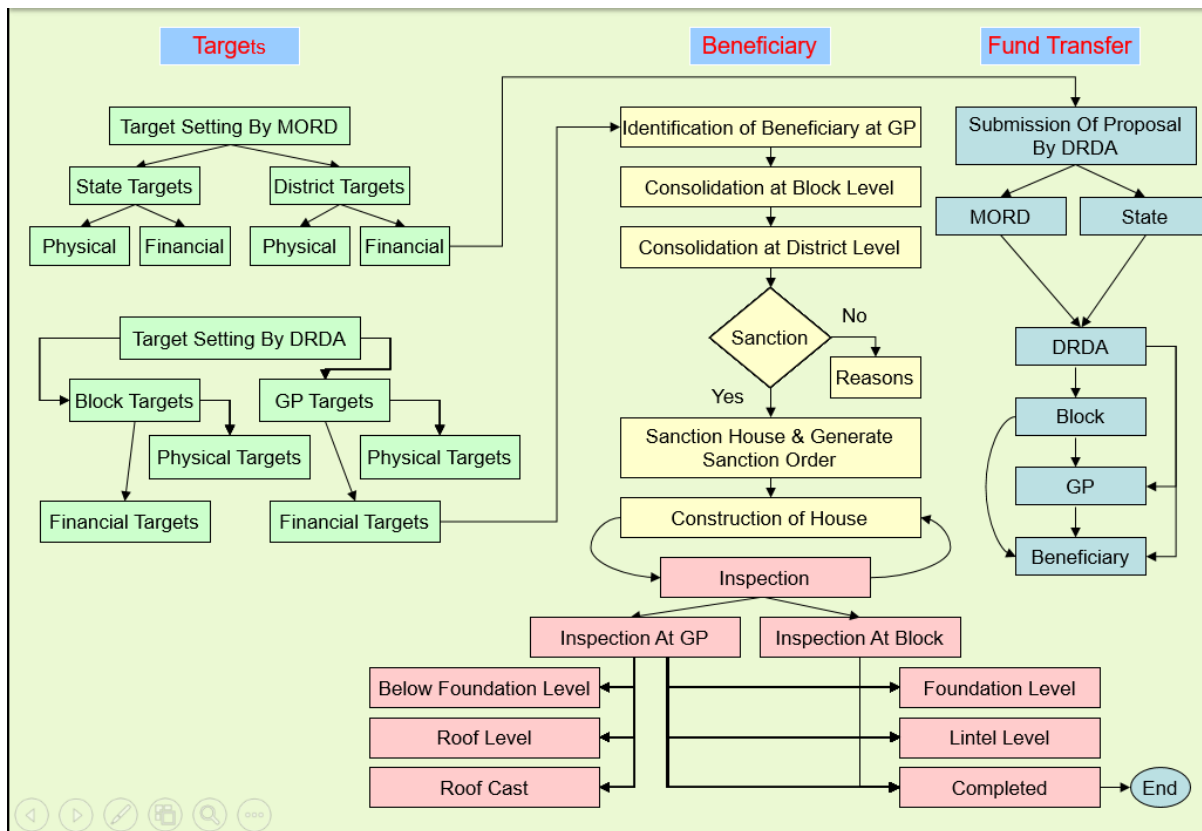 Targets
Beneficiary
Fund Transfer
Target Setting By MORD
State Targets
District Targets
Physical
Financial
Physical
Financial
Target Setting By DRDA
Block Targets
GP Targets
Physical Targets
Physical Targets
Financial Targets
Financial Targets
Identification of Beneficiary at GP
Consolidation at Block Level
Consolidation at District Level
Sanction
No
Reasons
Yes
Sanction House & Generate
Sanction Order
Construction of House
Inspection
Inspection At GP
Inspection At Block
Below Foundation Level
Foundation Level
Roof Level
Lintel Level
Roof Cast
Completed
End
Submission Of Proposal
By DRDA
MORD
State
DRDA
Block
GP
Beneficiary